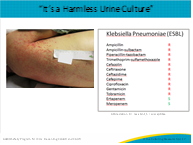 "It's a Harmless Urine Culture"
Klebsiella Pneumoniae (ESBL)
Ampicillin R
Ampicillin-sulbactam R
Piperacillin-tazobactam R
Trimethoprim-sulfamethoxazole R
Cefazolin R
Ceftriaxone R
Ceftazidime R
Cefepime R
Ciprofloxacin R
Gentamicin R
Tobramycin R
Ertapenem S
Meropenem S